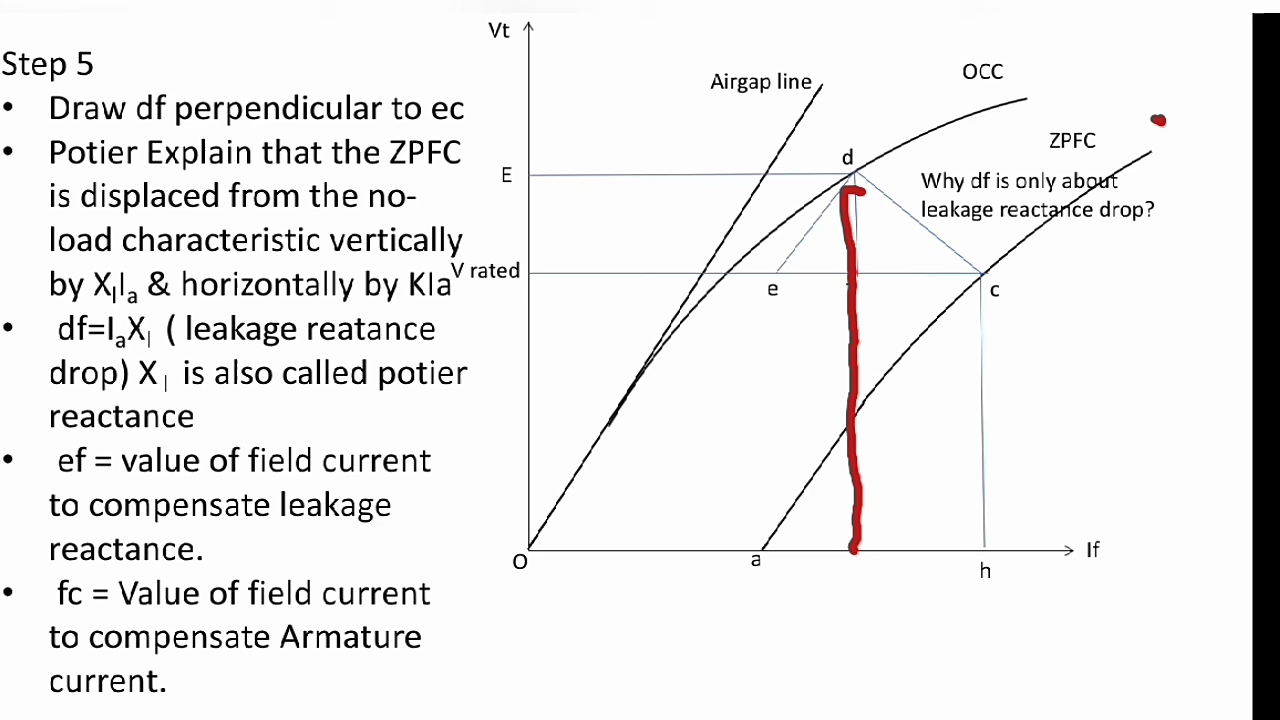 Step 5
• Draw df perpendicular to ec
• Potier Explain that the ZPFC
is displaced from the no-
load characteristic vertically
by XlIa & horizontally by KIa
• df=IaXl ( leakage reatance
drop) X l is also called potier
reactance
• ef = value of field current
to compensate leakage
reactance.
• fc = Value of field current
to compensate Armature
current.
Vt
Airgap line
OCC
ZPFC
d
E
Why df is only about
leakage reactance drop?
V rated
e
c
O
a
h
If